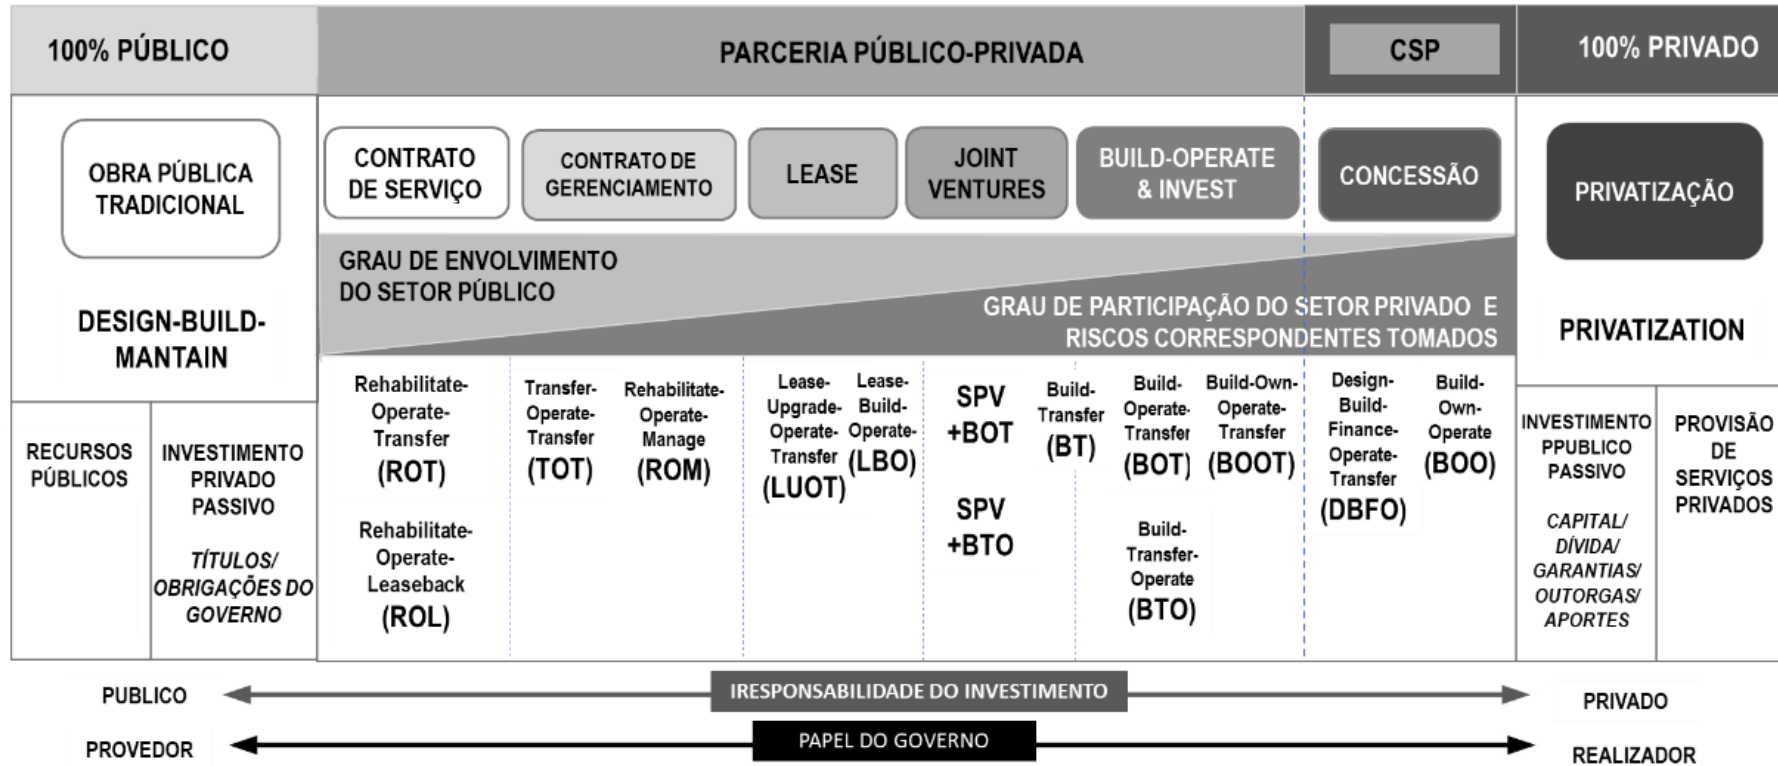 100% PÚBLICO
PARCERIA PÚBLICO-PRIVADA
CSP
100% PRIVADO
OBRA PÚBLICA
TRADICIONAL
CONTRATO
DE SERVIÇO
CONTRATO DE
GERENCIAMENTO
LEASE
JOINT
VENTURES
BUILD-OPERATE
& INVEST
CONCESSÃO
PRIVATIZAÇÃO
GRAU DE ENVOLVIMENTO
DO SETOR PÚBLICO
GRAU DE PARTICIPAÇÃO DO SETOR PRIVADO E
RISCOS CORRESPONDENTES TOMADOS
DESIGN-BUILD-
MANTAIN
PRIVATIZATION
RECURSOS
PÚBLICOS
INVESTIMENTO
PRIVADO
PASSIVO
TÍTULOS/
OBRIGAÇÕES DO
GOVERNO
Rehabilitate-
Operate-
Transfer
(ROT)
Rehabilitate-
Operate-
Leaseback
(ROL)
Transfer-
Operate-
Transfer
(TOT)
Rehabilitate-
Operate-
Manage
(ROM)
Lease-
Upgrade-
Operate-
Transfer
(LUOT)
Lease-
Build-
Operate-
(LBO)
SPV
+BOT
SPV
+BTO
Build-
Transfer
(BT)
Build-
Operate-
Transfer
(BOT)
Build-Own-
Operate-
Transfer
(BOOT)
Build-
Transfer-
Operate
(BTO)
Design-
Build-
Finance-
Operate-
Transfer
(DBFO)
Build-
Own-
Operate
(BOO)
INVESTIMENTO
PPUBLICO
PASSIVO
CAPITAL/
DÍVIDA/
GARANTIAS/
OUTORGAS/
APORTES
PROVISÃO
DE
SERVIÇOS
PRIVADOS
PUBLICO
IRESPONSABILIDADE DO INVESTIMENTO
PRIVADO
PROVEDOR
PAPEL DO GOVERNO
REALIZADOR